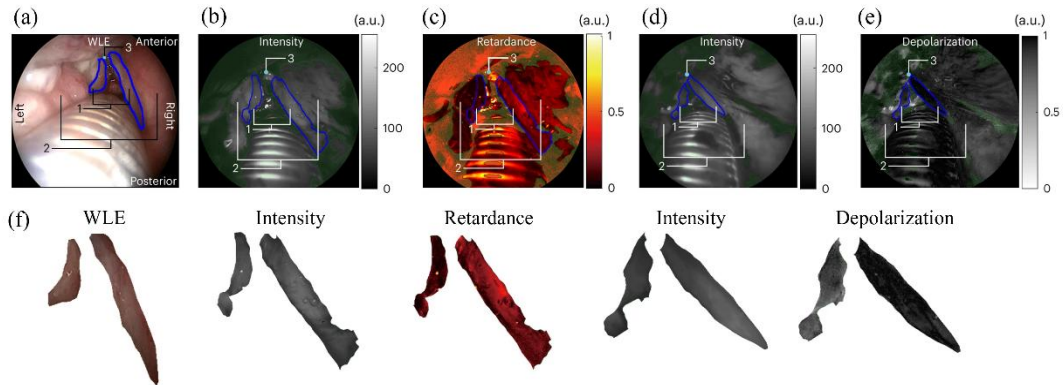 (a)
WLE
3
Anterior
Left
Right
1
2
Posterior
(b)
(a.u.)
Intensity
3
1
2
200
100
0
(c)
(a.u.)
Retardance
3
1
2
1
0.5
0
(d)
(a.u.)
Intensity
3
1
2
200
100
0
(e)
(a.u.)
Depolarization
3
1
2
1
0.5
0
(f)
WLE
Intensity
Retardance
Intensity
Depolarization